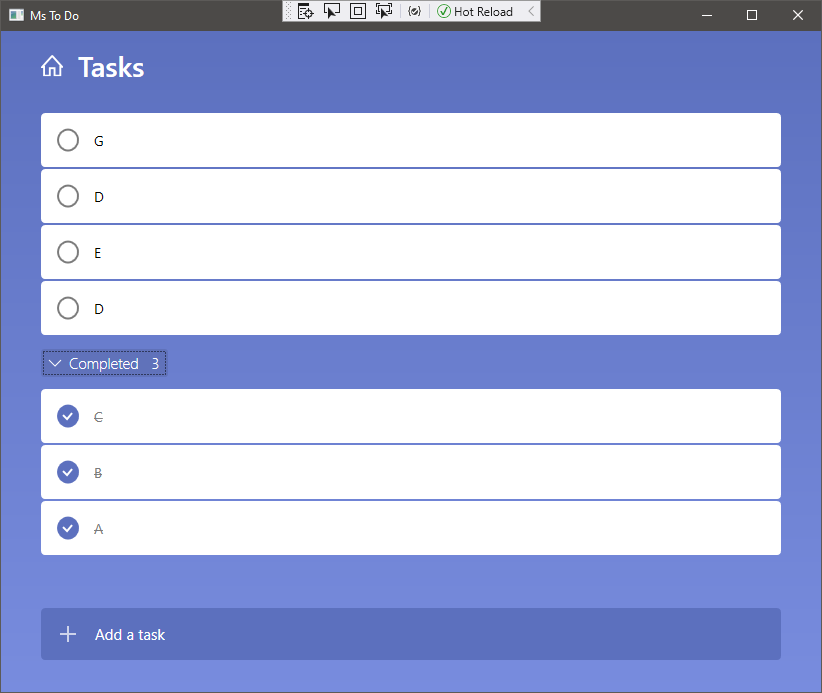 Ms To Do
Hot Reload
Tasks
G
D
E
D
Completed 3
C
B
A
Add a task